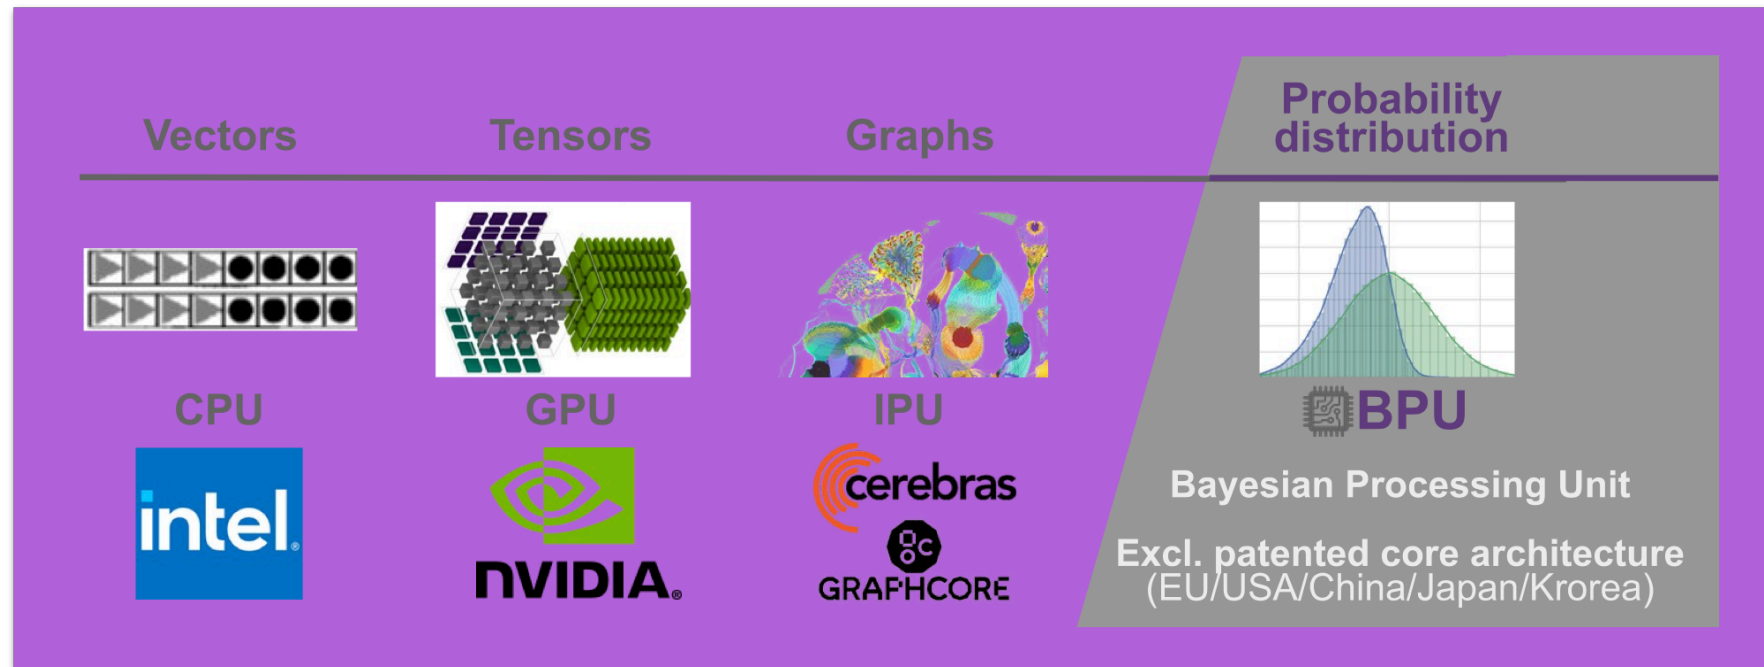 Vectors
Tensors
Graphs
Probability
distribution
CPU
GPU
IPU
BPU
intel®
NVIDIA®
cerebras
GC
GRAPHCORE
Bayesian Processing Unit
Excl. patented core architecture
(EU/USA/China/Japan/Krorea)